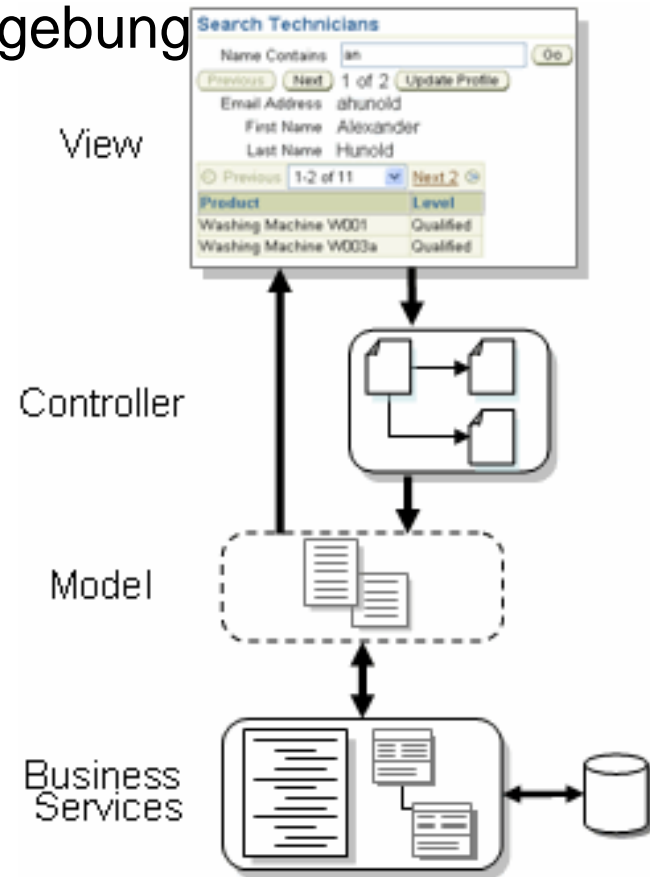 gebung
Search Technicians
Name Contains an Go
Previous Next 1 of 2 Update Profile
Email Address ahunold
First Name Alexander
Last Name Hunold
Previous 1-2 of 11 Next 2
Product Level
Washing Machine W001 Qualified
Washing Machine W003a Qualified
View
Controller
Model
Business
Services